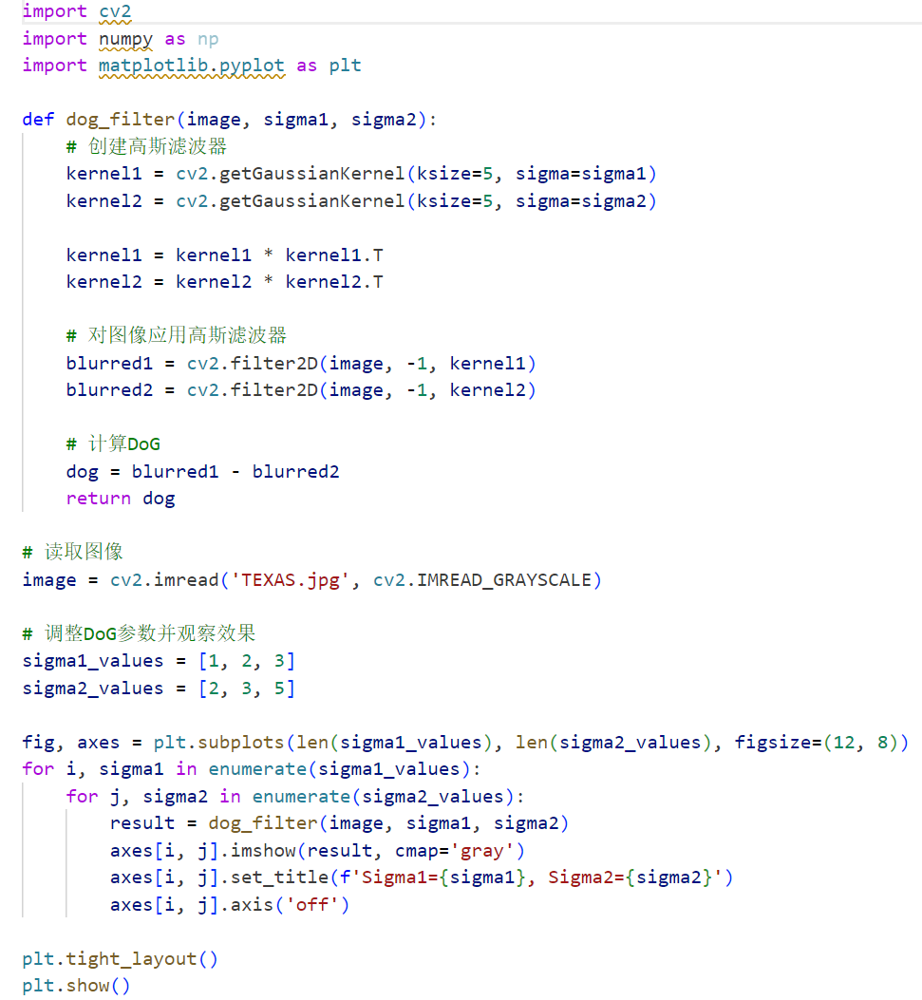 import cv2
import numpy as np
import matplotlib.pyplot as plt

def dog_filter(image, sigma1, sigma2):
    # 创建高斯滤波器
    kernel1 = cv2.getGaussianKernel(ksize=5, sigma=sigma1)
    kernel2 = cv2.getGaussianKernel(ksize=5, sigma=sigma2)

    kernel1 = kernel1 * kernel1.T
    kernel2 = kernel2 * kernel2.T

    # 对图像应用高斯滤波器
    blurred1 = cv2.filter2D(image, -1, kernel1)
    blurred2 = cv2.filter2D(image, -1, kernel2)

    # 计算DoG
    dog = blurred1 - blurred2
    return dog

# 读取图像
image = cv2.imread('TEXAS.jpg', cv2.IMREAD_GRAYSCALE)

# 调整DoG参数并观察效果
sigma1_values = [1, 2, 3]
sigma2_values = [2, 3, 5]

fig, axes = plt.subplots(len(sigma1_values), len(sigma2_values), figsize=(12, 8))
for i, sigma1 in enumerate(sigma1_values):
    for j, sigma2 in enumerate(sigma2_values):
        result = dog_filter(image, sigma1, sigma2)
        axes[i, j].imshow(result, cmap='gray')
        axes[i, j].set_title(f'Sigma1={sigma1}, Sigma2={sigma2}')
        axes[i, j].axis('off')

plt.tight_layout()
plt.show()